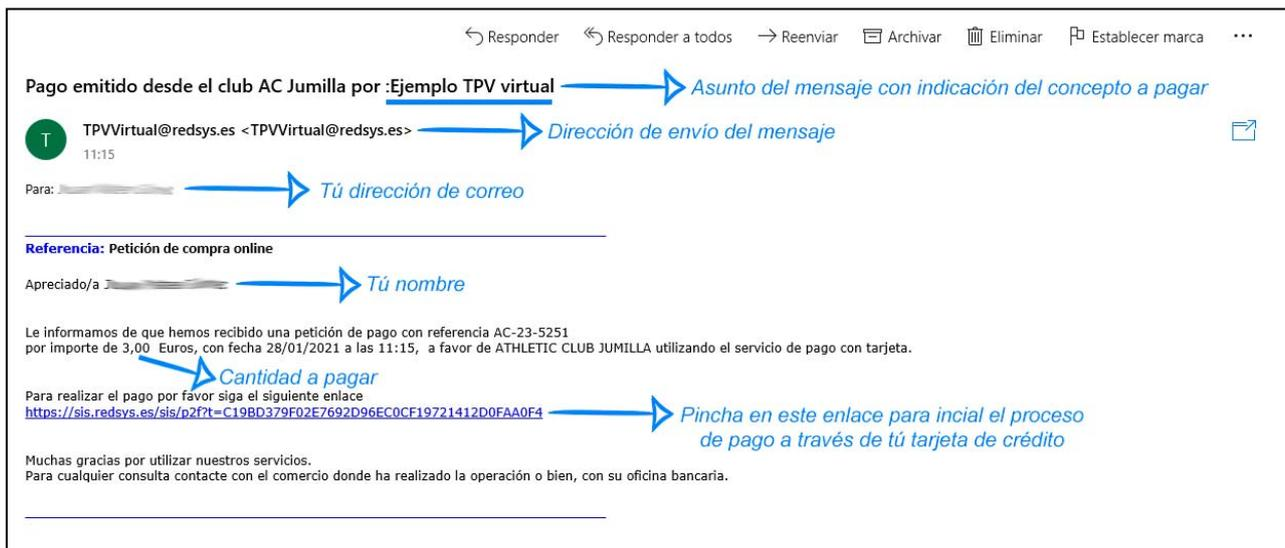 Responder Responder a todos Reenviar Archivar Eliminar Establecer marca ...
Pago emitido desde el club AC Jumilla por :Ejemplo TPV virtual Asunto del mensaje con indicación del concepto a pagar
T
TPVVirtual@redsys.es <TPVVirtual@redsys.es> Dirección de envío del mensaje
11:15
Para: Tú dirección de correo
Referencia: Petición de compra online
Apreciado/a Tú nombre
Le informamos de que hemos recibido una petición de pago con referencia AC-23-5251
por importe de 3,00 Euros, con fecha 28/01/2021 a las 11:15, a favor de ATHLETIC CLUB JUMILLA utilizando el servicio de pago con tarjeta.
Cantidad a pagar
Para realizar el pago por favor siga el siguiente enlace
https://sis.redsys.es/sis/p2f?t=C19BD379F02E7692D96EC0CF19721412D0FAA0F4
Pincha en este enlace para incial el proceso
de pago a través de tú tarjeta de crédito
Muchas gracias por utilizar nuestros servicios.
Para cualquier consulta contacte con el comercio donde ha realizado la operación o bien, con su oficina bancaria.